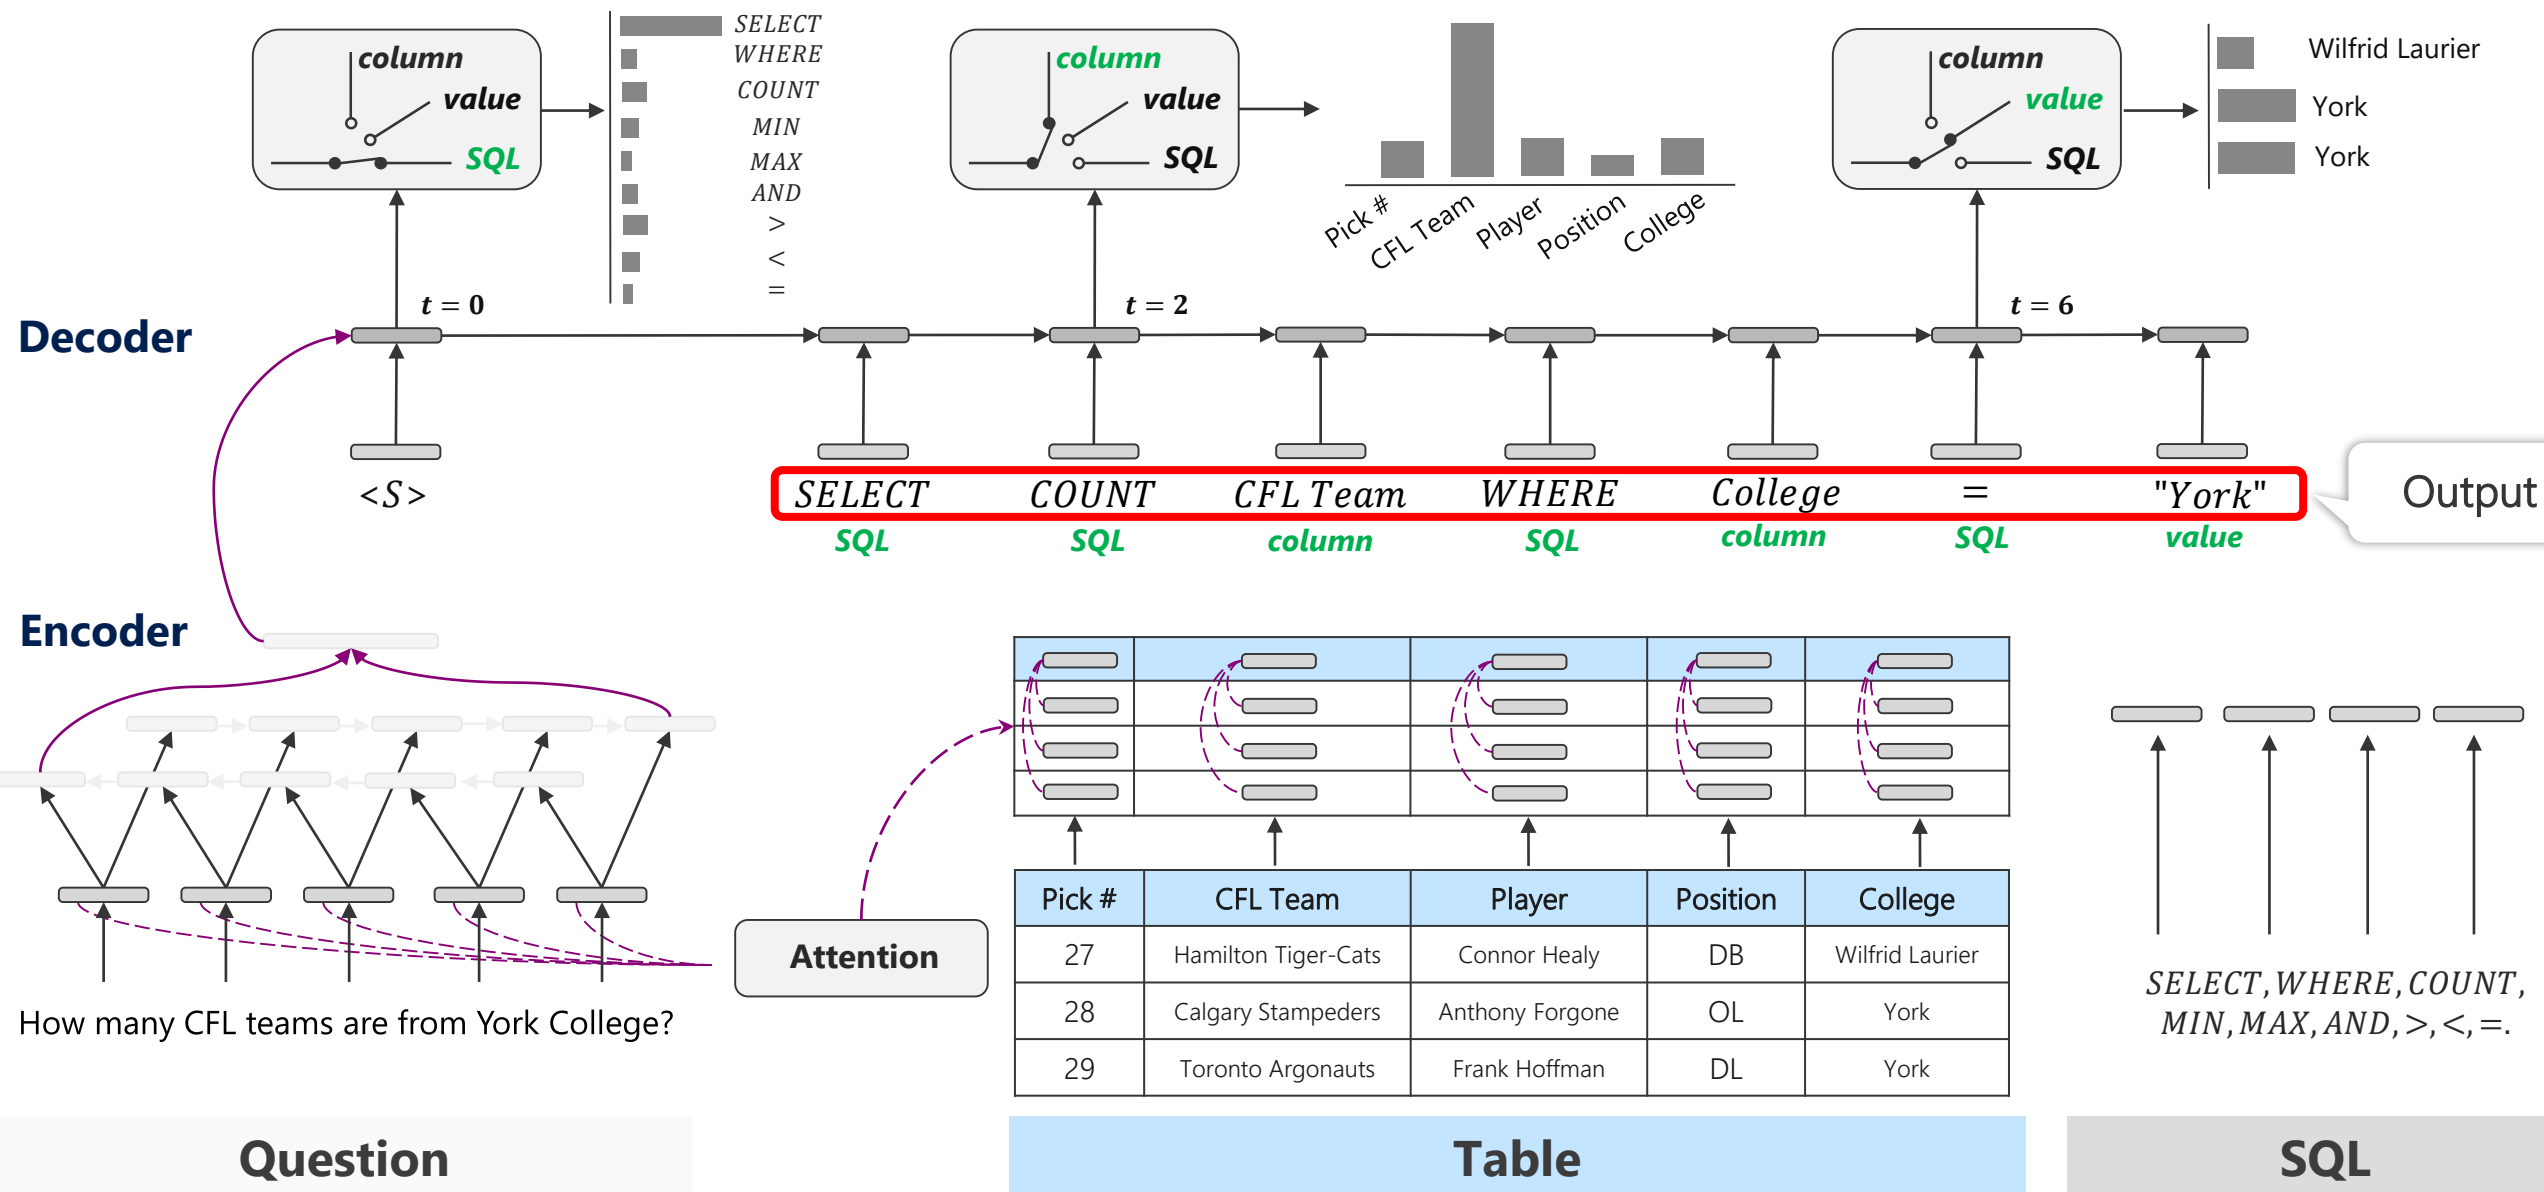 column
value
SQL
SELECT
WHERE
COUNT
MIN
MAX
AND
>
<
=
column
value
SQL
Pick #
CFL Team
Player
Position
College
column
value
SQL
Wilfrid Laurier
York
York
t = 0
t = 2
t = 6
Decoder
<S>
SELECT COUNT CFL Team WHERE College = "York"
Output
SQL SQL column SQL column SQL value
Encoder
Attention
How many CFL teams are from York College?
Pick # CFL Team Player Position College
27 Hamilton Tiger-Cats Connor Healy DB Wilfrid Laurier
28 Calgary Stampeders Anthony Forgone OL York
29 Toronto Argonauts Frank Hoffman DL York
SELECT, WHERE, COUNT,
MIN, MAX, AND, >, <, =.
Question
Table
SQL